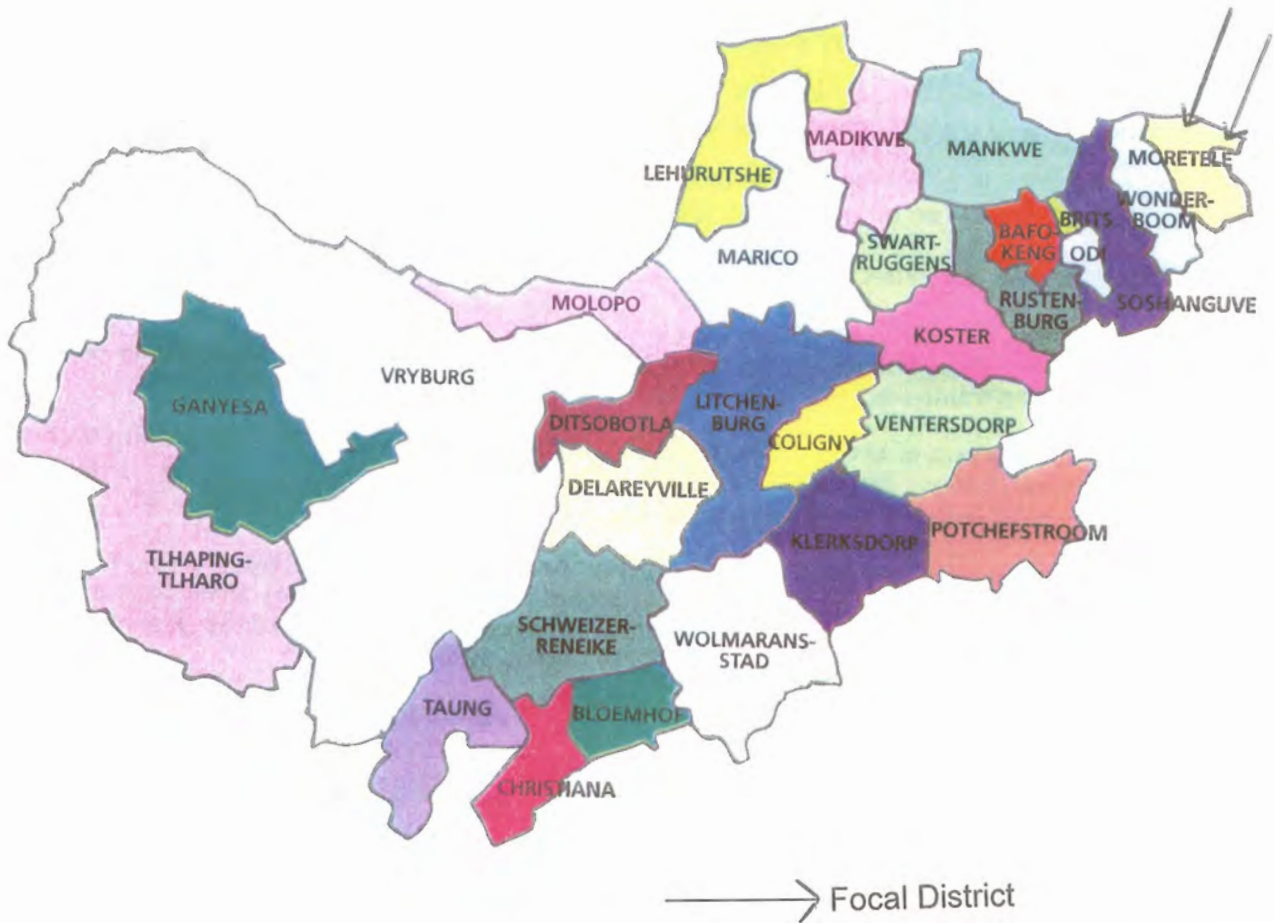 LEHURUTSHE
MADIKWE
MANKWE
MORETELE
WONDER-
BOOM
BRITS
BAFO-
KENG
ODI
SWART-
RUGGENS
MARICO
MOLOPO
RUSTEN-
BURG
SOSHANGUVE
KOSTER
VRYBURG
GANYESA
DITSOBOTLA
LITCHEN-
BURG
COLIGNY
VENTERSDORP
DELAREYVILLE
KLERKSDORP
POTCHEFSTROOM
TLHAPING-
TLHARO
SCHWEIZER-
RENEIKE
WOLMARANS-
STAD
TAUNG
BLOEMHOF
CHRISTIANA
Focal District